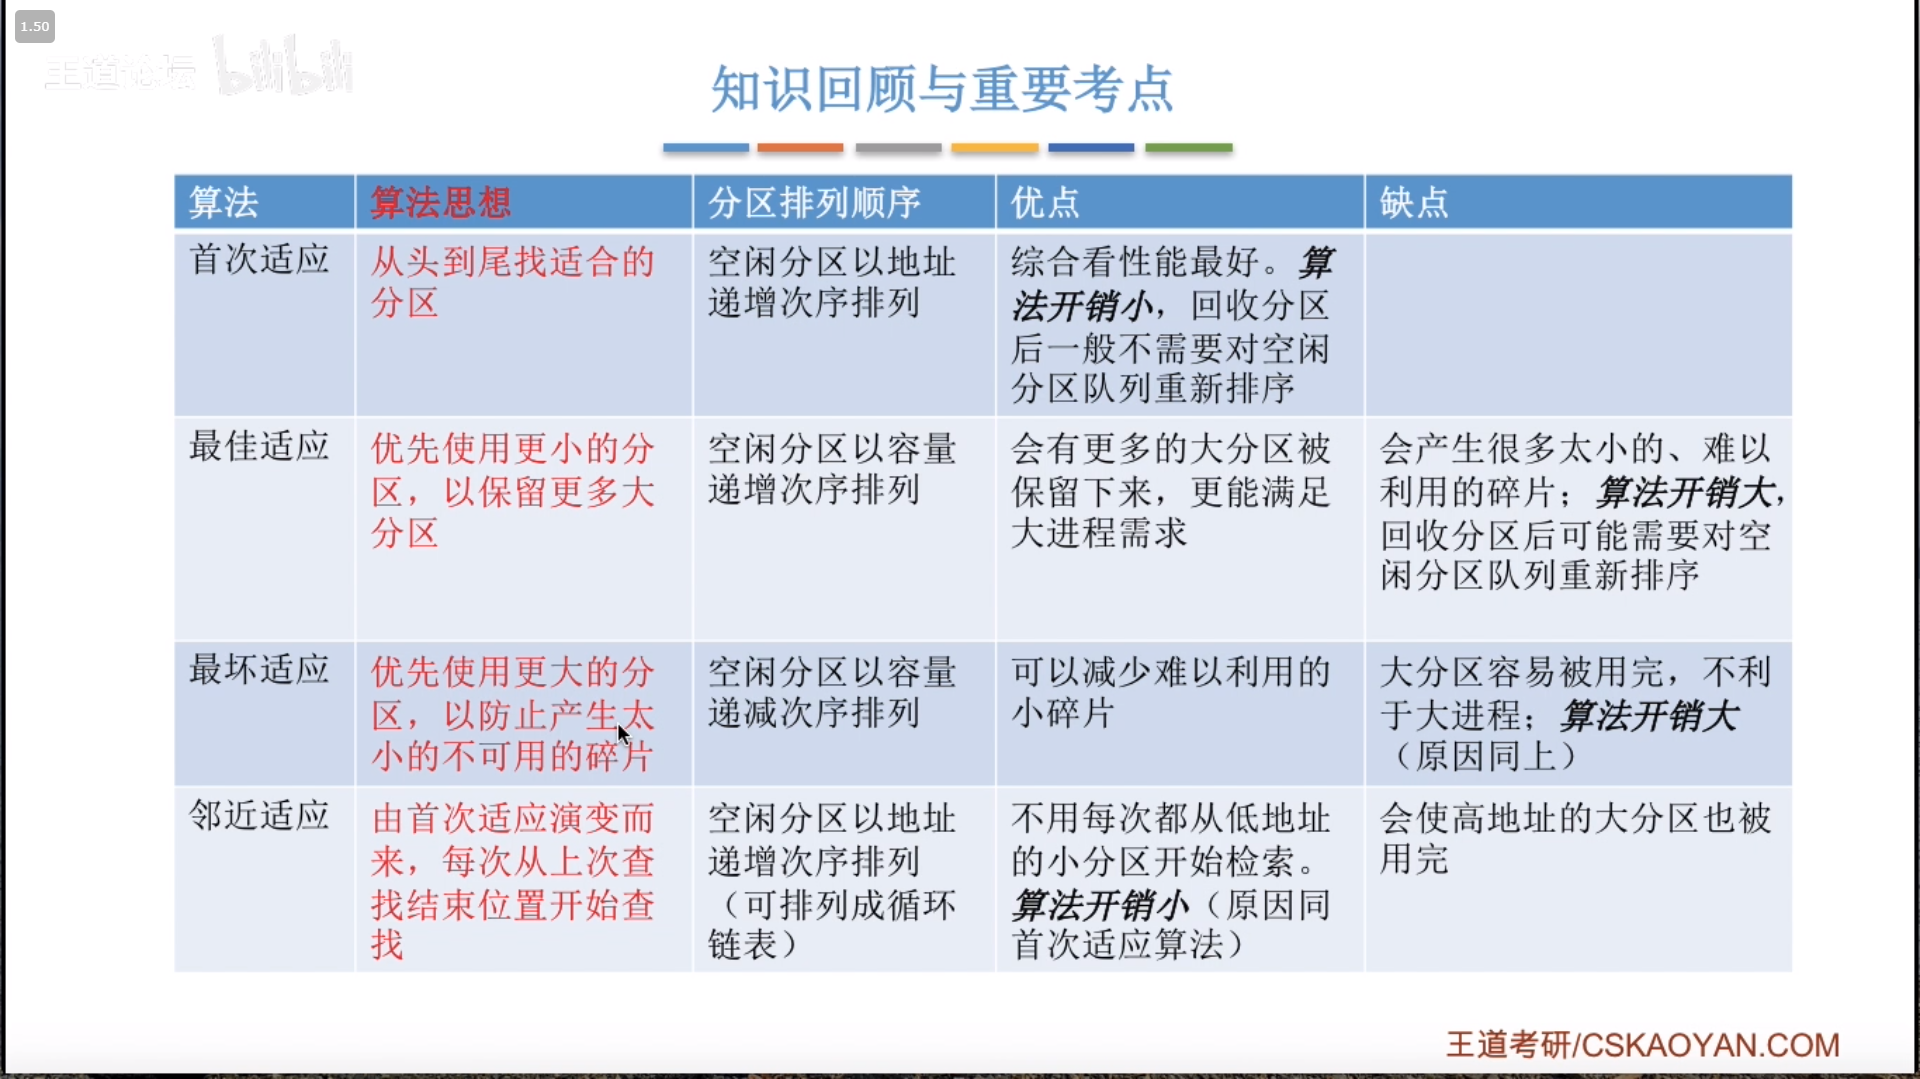 1.50
王道论坛 bilibili
知识回顾与重要考点
算法
算法思想
分区排列顺序
优点
缺点
首次适应
从头到尾找适合的
分区
空闲分区以地址
递增次序排列
综合看性能最好。算
法开销小，回收分区
后一般不需要对空闲
分区队列重新排序
最佳适应
优先使用更小的分
区，以保留更多大
分区
空闲分区以容量
递增次序排列
会有更多的大分区被
保留下来，更能满足
大进程需求
会产生很多太小的、难以
利用的碎片；算法开销大，
回收分区后可能需要对空
闲分区队列重新排序
最坏适应
优先使用更大的分
区，以防止产生太
小的不可用的碎片
空闲分区以容量
递减次序排列
可以减少难以利用的
小碎片
大分区容易被用完，不利
于大进程；算法开销大
（原因同上）
邻近适应
由首次适应演变而
来，每次从上次查
找结束位置开始查
找
空闲分区以地址
递增次序排列
（可排列成循环
链表）
不用每次都从低地址
的小分区开始检索。
算法开销小（原因同
首次适应算法）
会使高地址的大分区也被
用完
王道考研/CSKAOYAN.COM